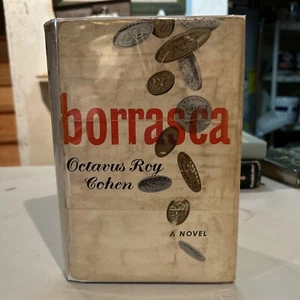 borrasca
Octavus Roy
Cohen
A NOVEL